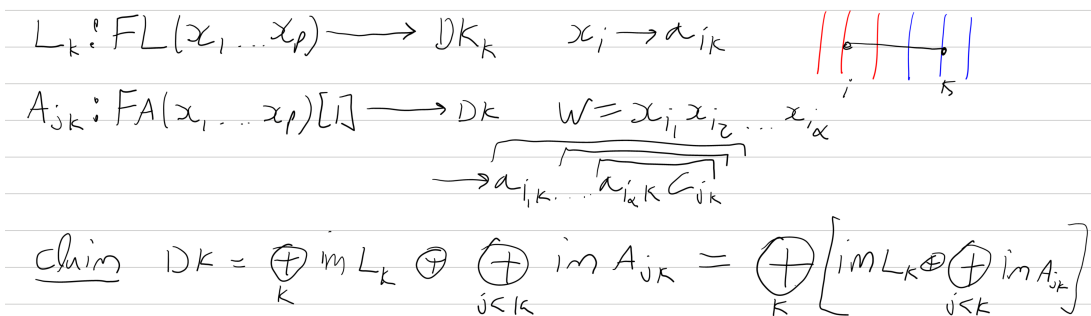 L_k : FL(x_1 ... x_p) → DK_k x_i → a_{ik}
i k
A_{jk} : FA(x_1 ... x_p)[1] → DK W = x_{i_1} x_{i_2} ... x_{i_α}
→ a_{i_1 k} ... a_{i_α k} C_{jk}
claim DK = ⊕_k im L_k ⊕ ⊕_{j<k} im A_{jk} = ⊕_k [im L_k ⊕ ⊕_{j<k} im A_{jk}]